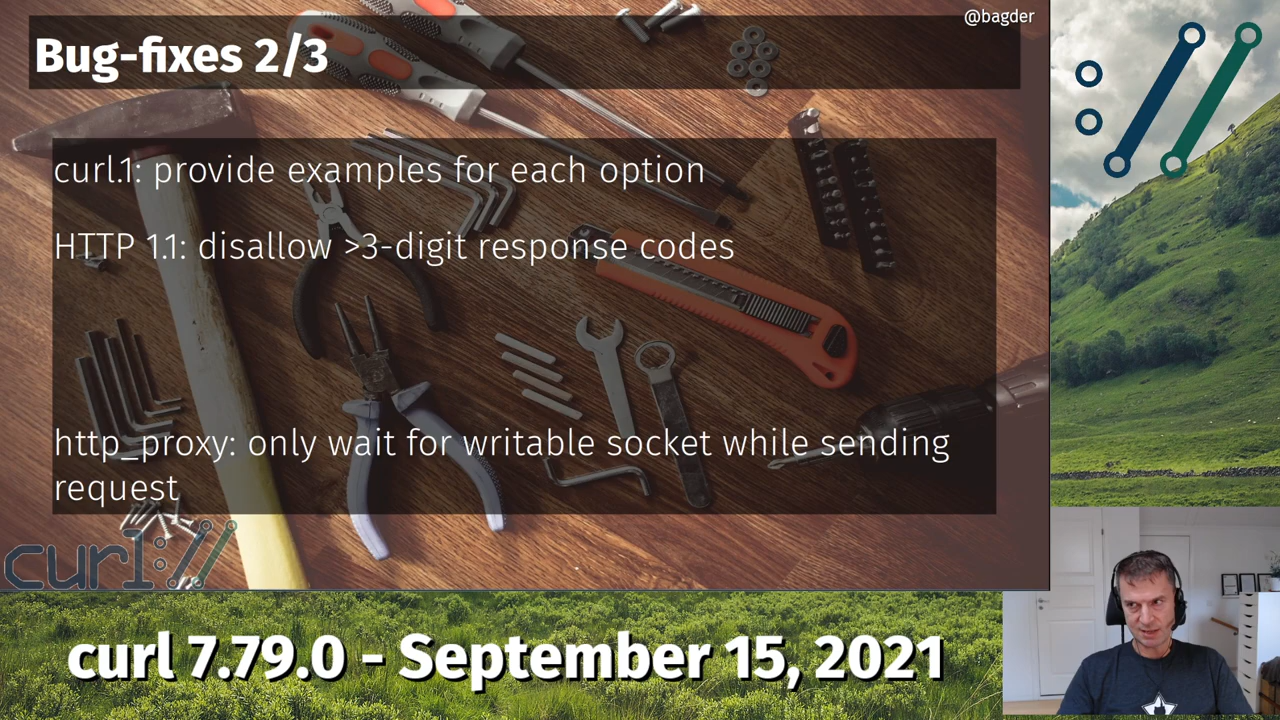 @bagder
Bug-fixes 2/3
curl.1: provide examples for each option
HTTP 1.1: disallow >3-digit response codes
http_proxy: only wait for writable socket while sending
request
curl://
curl 7.79.0 - September 15, 2021